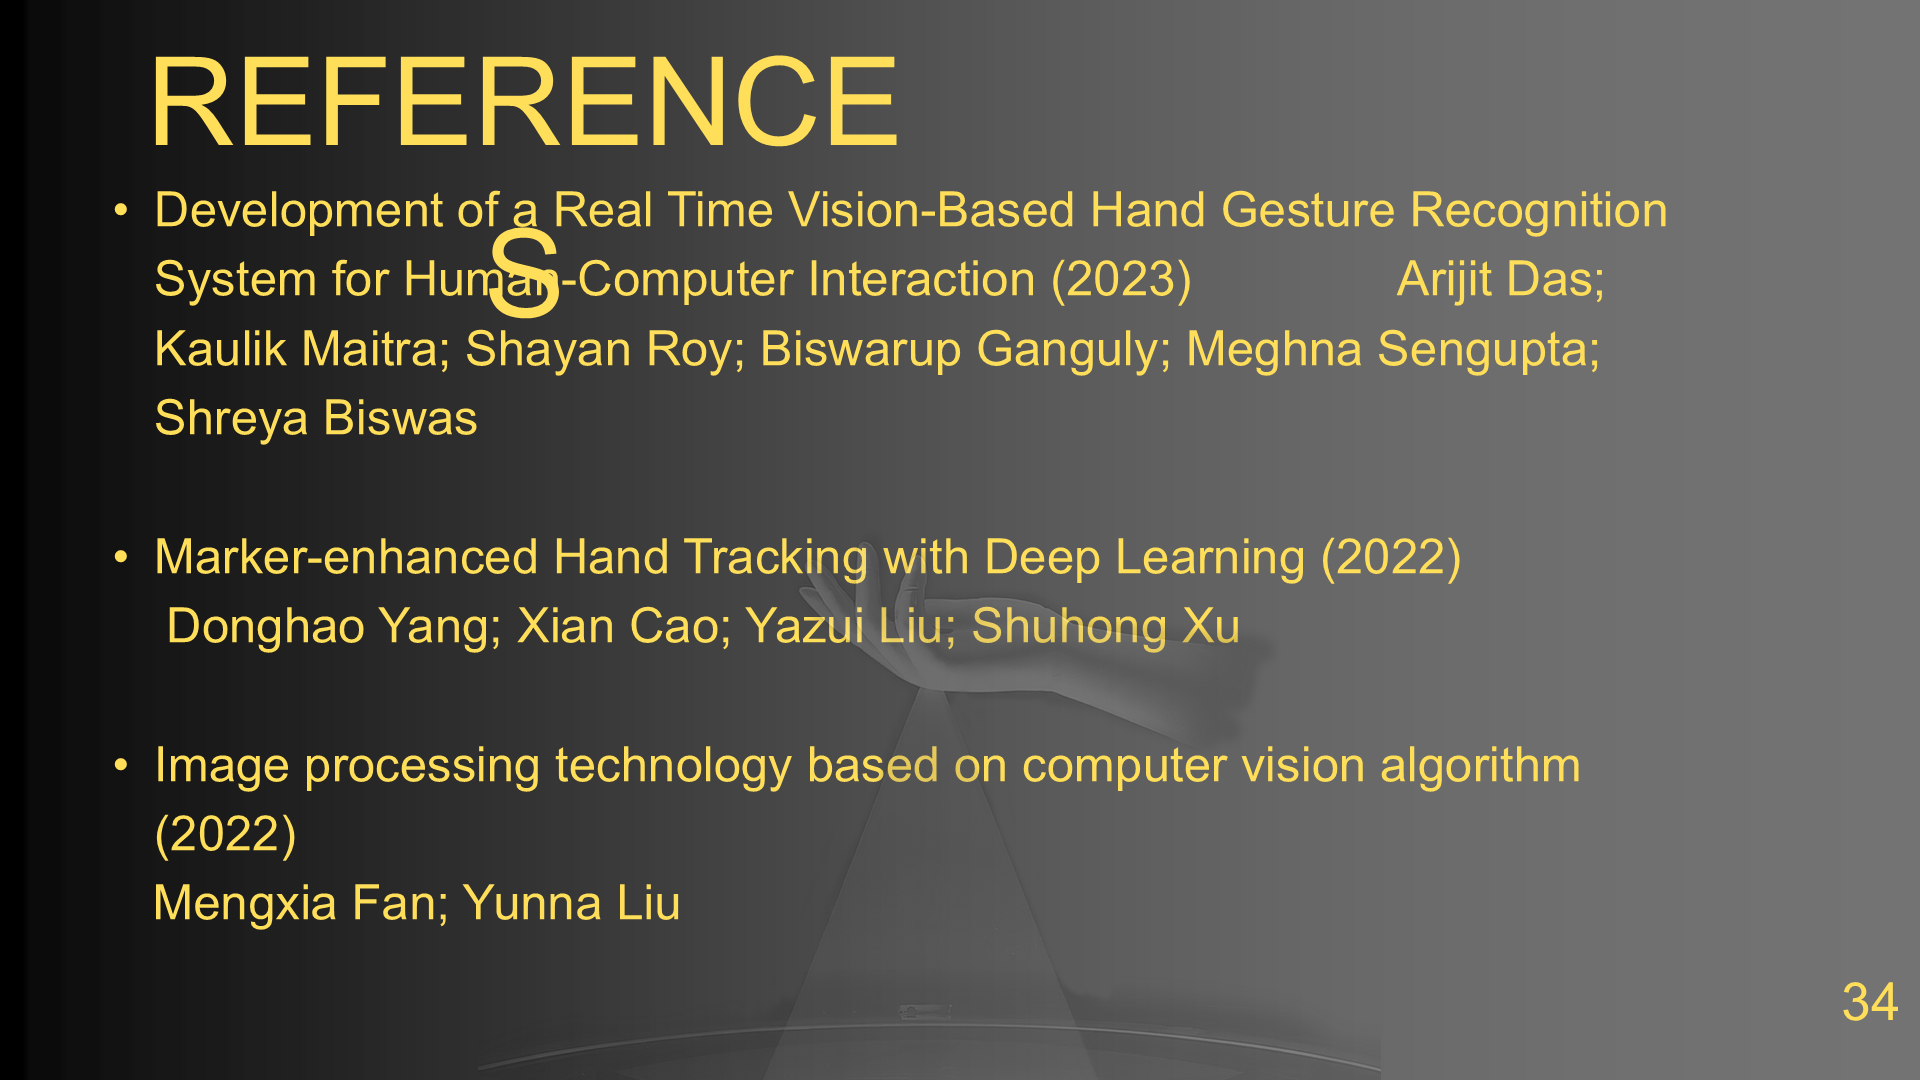 REFERENCE
S
• Development of a Real Time Vision-Based Hand Gesture Recognition
System for Human-Computer Interaction (2023) Arijit Das;
Kaulik Maitra; Shayan Roy; Biswarup Ganguly; Meghna Sengupta;
Shreya Biswas
• Marker-enhanced Hand Tracking with Deep Learning (2022)
Donghao Yang; Xian Cao; Yazui Liu; Shuhong Xu
• Image processing technology based on computer vision algorithm
(2022)
Mengxia Fan; Yunna Liu
34